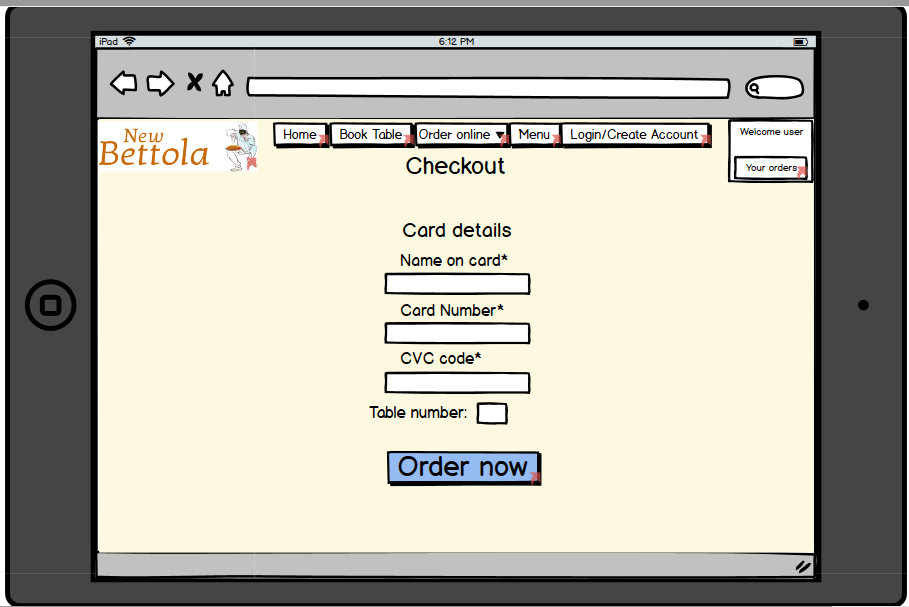 iPad
6:12 PM
New
Bettola
Home
Book Table
Order online ▼
Menu
Login/Create Account
Welcome user
Your orders
Checkout
Card details
Name on card*
Card Number*
CVC code*
Table number:
Order now